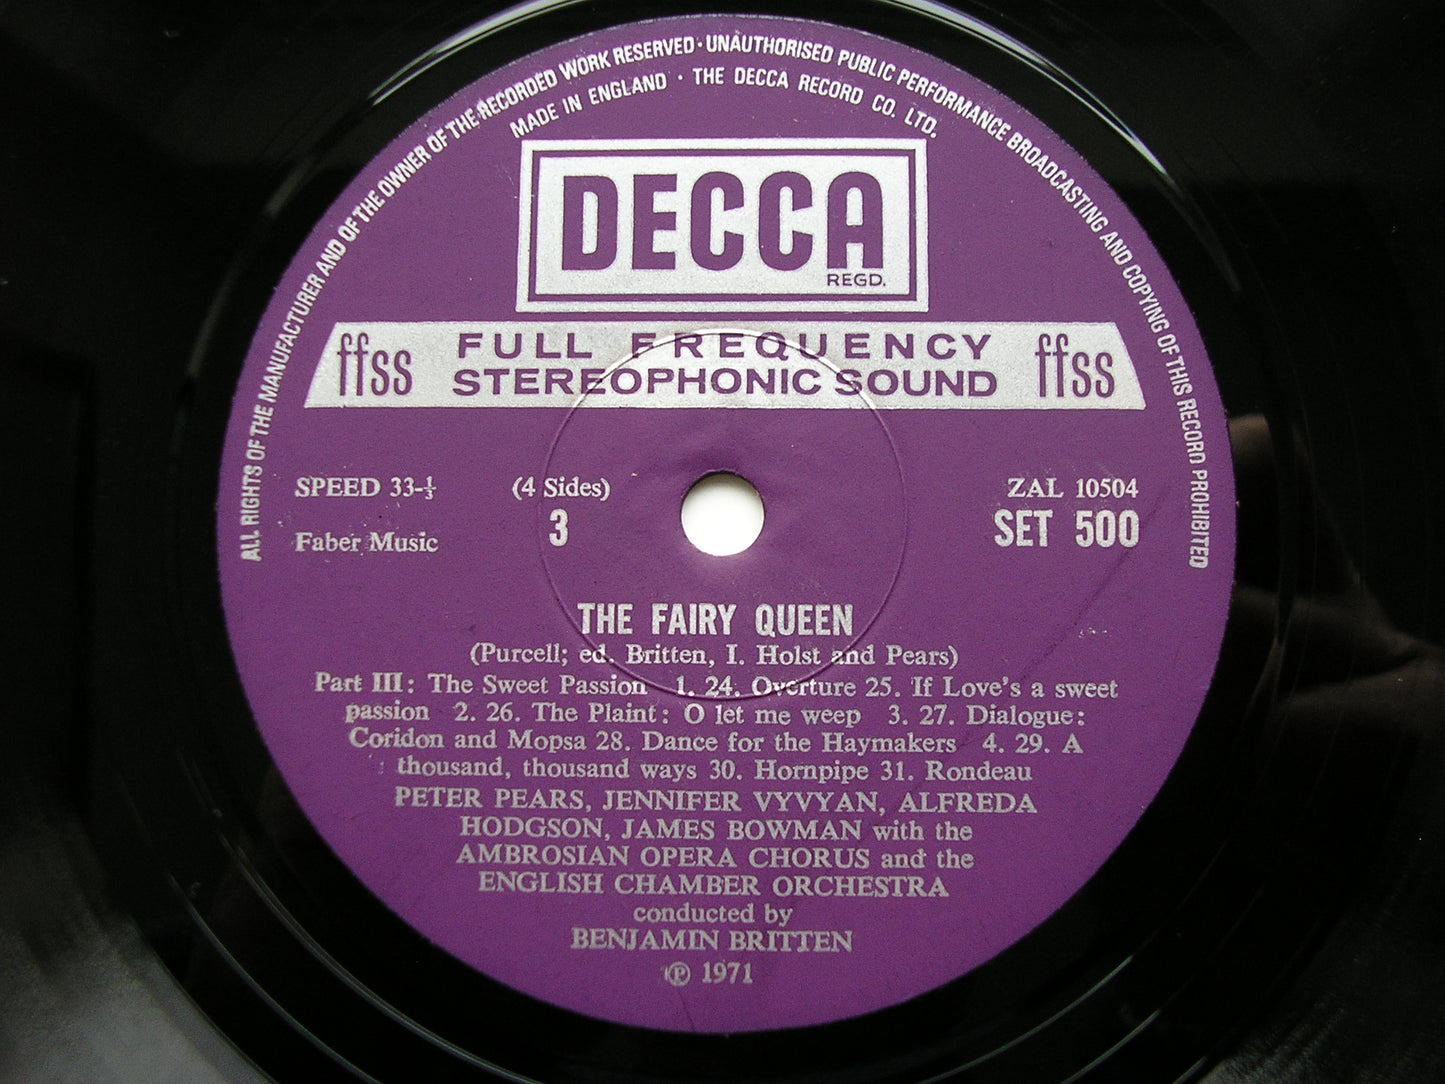 ALL RIGHTS OF THE MANUFACTURER AND OF THE OWNER OF THE RECORDED WORK RESERVED · UNAUTHORISED PUBLIC PERFORMANCE BROADCASTING AND COPYING OF THIS RECORD PROHIBITED
MADE IN ENGLAND · THE DECCA RECORD CO. LTD.
DECCA
REGD.
ffss FULL FREQUENCY ffss
STEREOPHONIC SOUND
SPEED 33-⅓ (4 Sides) ZAL 10504
3 SET 500
Faber Music
THE FAIRY QUEEN
(Purcell; ed. Britten, I. Holst and Pears)
Part III: The Sweet Passion 1. 24. Overture 25. If Love's a sweet
passion 2. 26. The Plaint: O let me weep 3. 27. Dialogue:
Coridon and Mopsa 28. Dance for the Haymakers 4. 29. A
thousand, thousand ways 30. Hornpipe 31. Rondeau
PETER PEARS, JENNIFER VYVYAN, ALFREDA
HODGSON, JAMES BOWMAN with the
AMBROSIAN OPERA CHORUS and the
ENGLISH CHAMBER ORCHESTRA
conducted by
BENJAMIN BRITTEN
℗ 1971